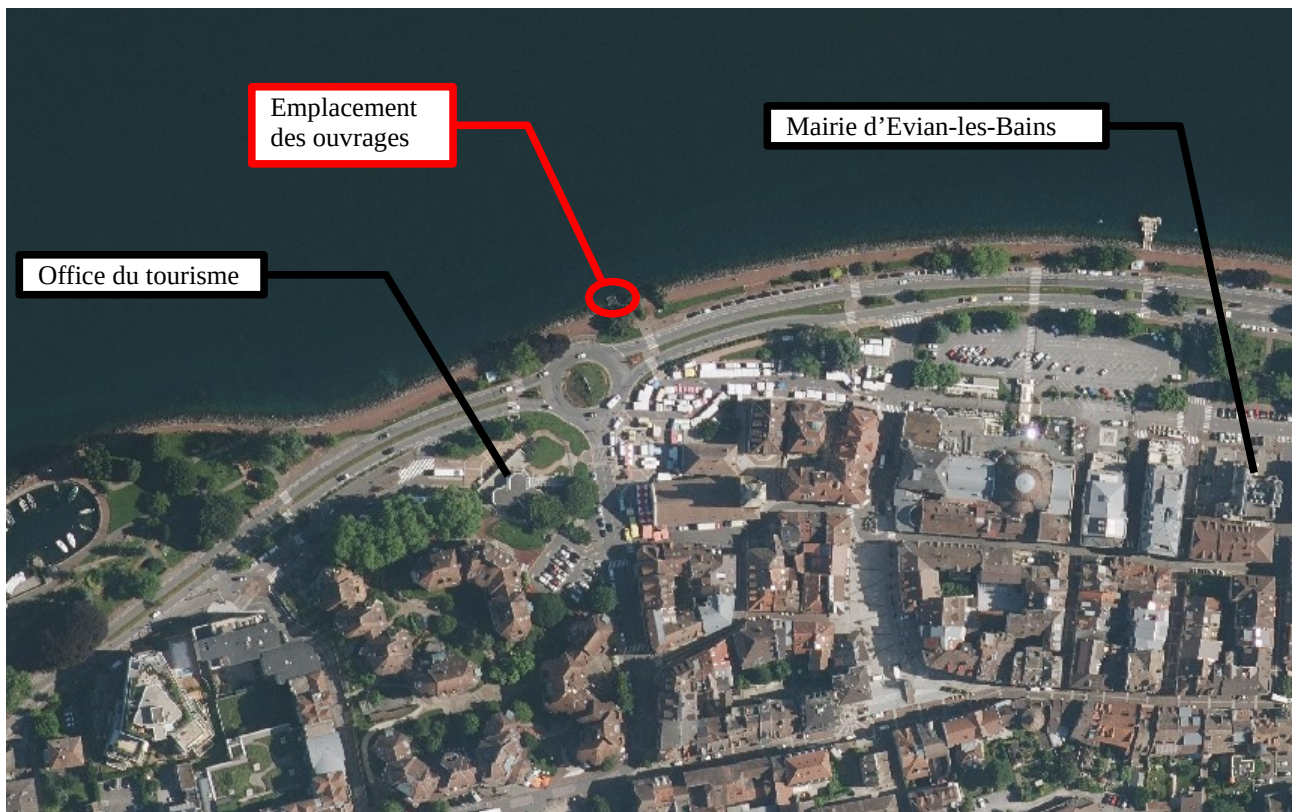 Emplacement
des ouvrages
Mairie d’Evian-les-Bains
Office du tourisme